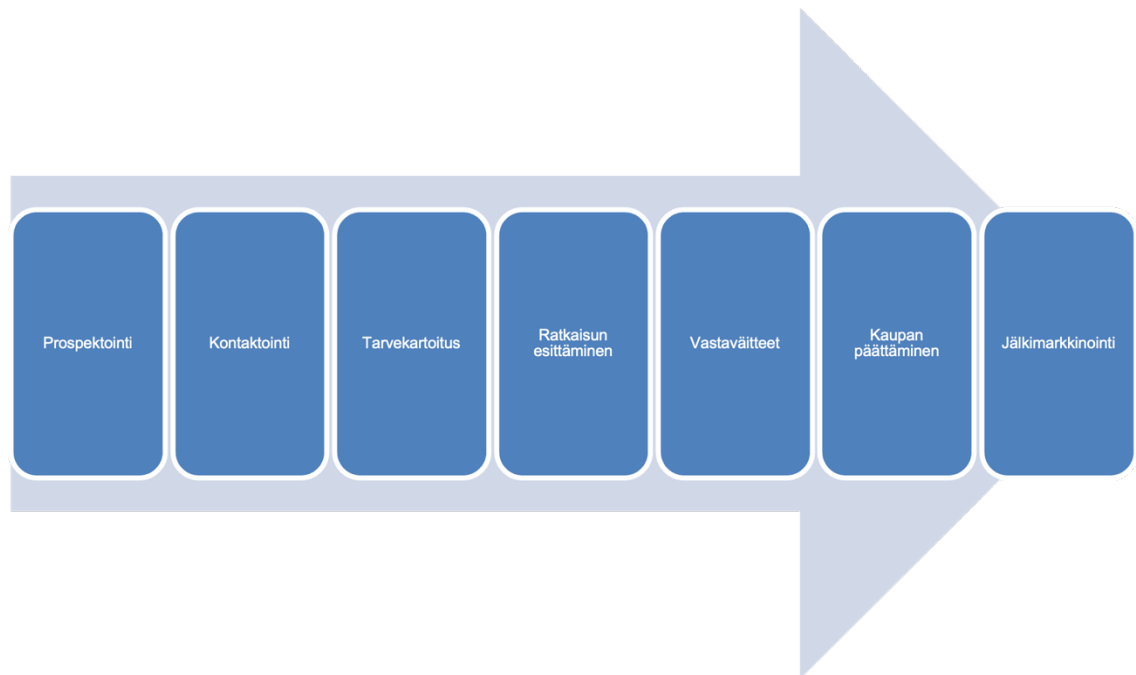 Prospektointi
Kontaktointi
Tarvekartoitus
Ratkaisun
esittäminen
Vastaväitteet
Kaupan
päättäminen
Jälkimarkkinointi